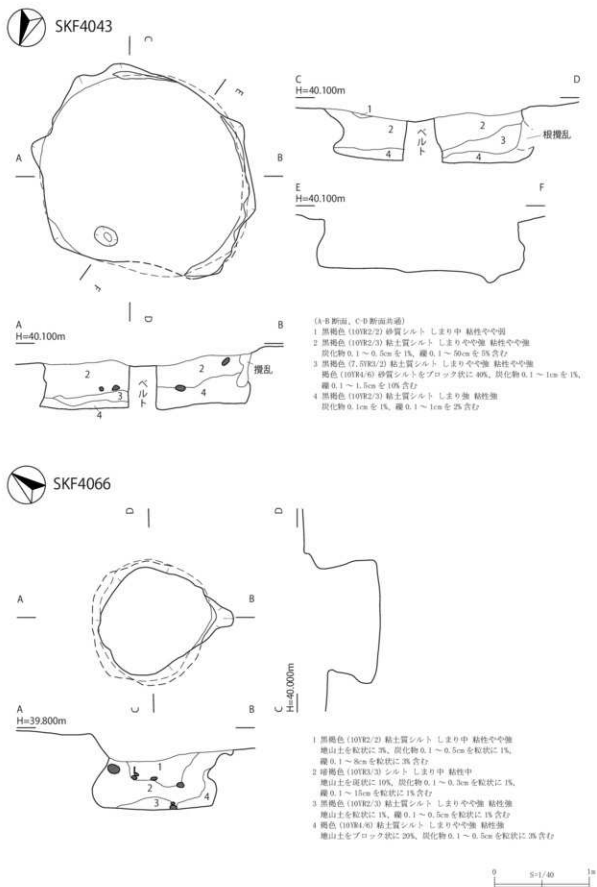 SKF4043
C
E
A
B
F
D
C
D
H=40.100m
1
2
2
3
4
4
ベルト
根攪乱
E
F
H=40.100m
A
B
H=40.100m
2
2
3
4
4
ベルト
攪乱
(A-B 断面、C-D 断面共通)
1 黒褐色 (10YR2/2) 砂質シルト しまり中 粘性やや弱
2 黒褐色 (10YR2/3) 粘土質シルト しまりやや強 粘性やや強
炭化物 0.1 ~ 0.5cm を 1%、礫 0.1 ~ 50cm を 5% 含む
3 黒褐色 (7.5YR3/2) 粘土質シルト しまりやや強 粘性やや強
褐色 (10YR4/6) 砂質シルトをブロック状に 40%、炭化物 0.1 ~ 1cm を 1%、
礫 0.1 ~ 1.5cm を 10% 含む
4 黒褐色 (10YR2/3) 粘土質シルト しまり強 粘性強
炭化物 0.1cm を 1%、礫 0.1 ~ 1cm を 2% 含む
SKF4066
D
A
B
C
D
C
H=40.000m
A
B
H=39.800m
1
2
3
4
1 黒褐色 (10YR2/2) 粘土質シルト しまり中 粘性やや強
地山土を粒状に 3%、炭化物 0.1 ~ 0.5cm を粒状に 1%、
礫 0.1 ~ 8cm を粒状に 3% 含む
2 暗褐色 (10YR3/3) シルト しまり中 粘性中
地山土を斑状に 10%、炭化物 0.1 ~ 0.3cm を粒状に 1%、
礫 0.1 ~ 15cm を粒状に 1% 含む
3 黒褐色 (10YR2/3) 粘土質シルト しまりやや強 粘性強
地山土を粒状に 1%、礫 0.1 ~ 0.5cm を粒状に 1% 含む
4 褐色 (10YR4/6) 粘土質シルト しまりやや強 粘性強
地山土をブロック状に 20%、炭化物 0.1 ~ 0.5cm を粒状に 3% 含む
0 S=1/40 1m